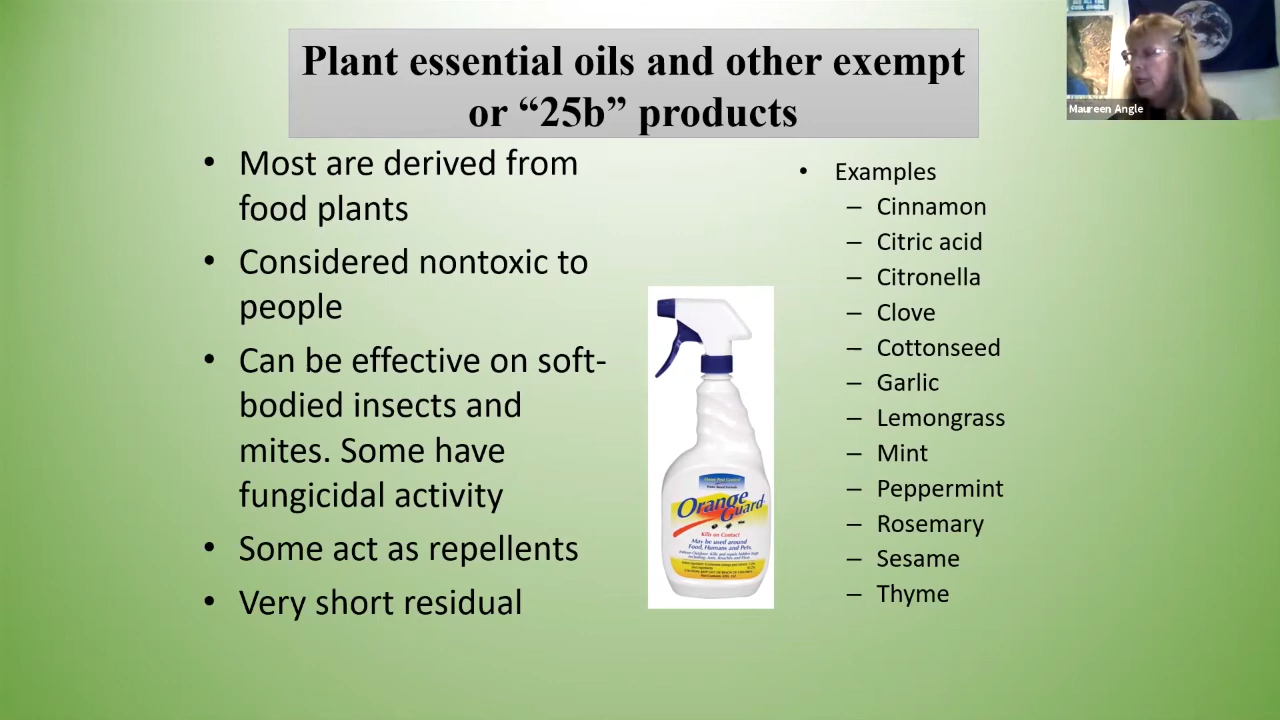 Plant essential oils and other exempt
or “25b” products
• Most are derived from
food plants
• Considered nontoxic to
people
• Can be effective on soft-
bodied insects and
mites. Some have
fungicidal activity
• Some act as repellents
• Very short residual
Orange
Guard
Kills on Contact
May be used around
Food, Humans and Pets.
• Examples
– Cinnamon
– Citric acid
– Citronella
– Clove
– Cottonseed
– Garlic
– Lemongrass
– Mint
– Peppermint
– Rosemary
– Sesame
– Thyme
Maureen Angle